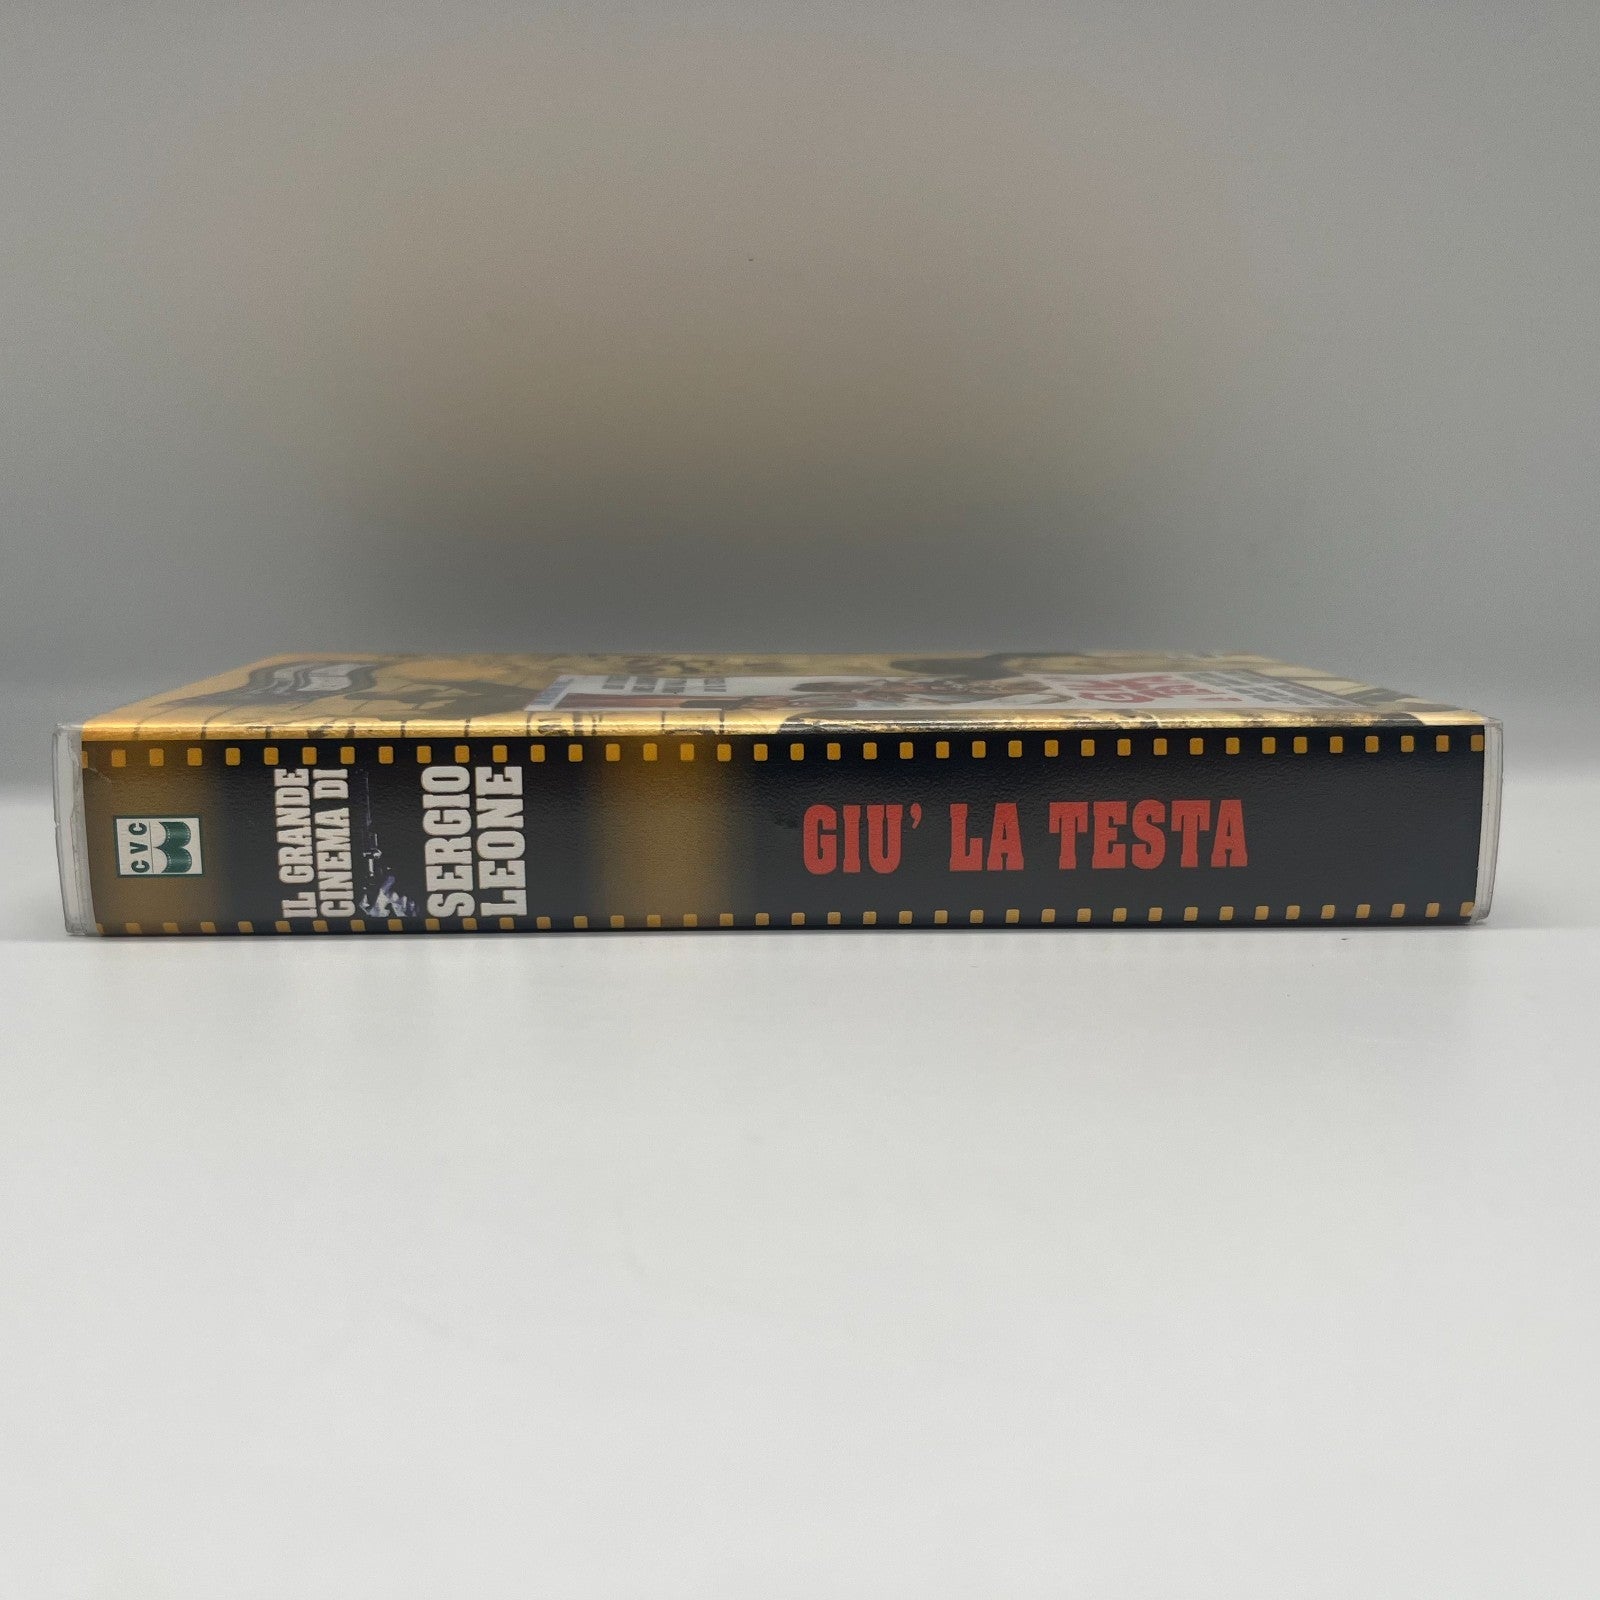 CVC
IL GRANDE
CINEMA DI
SERGIO
LEONE
GIU' LA TESTA